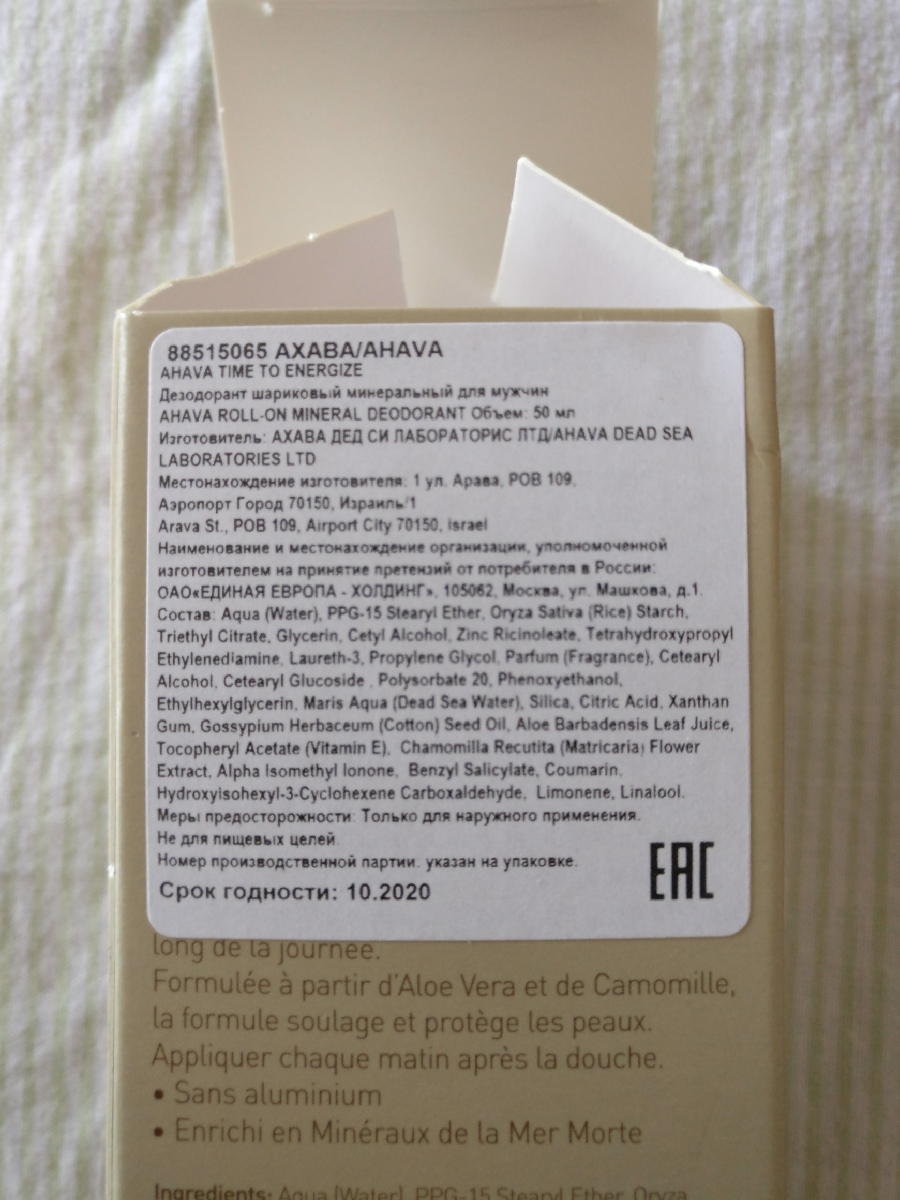 88515065 АХАВА/AHAVA
AHAVA TIME TO ENERGIZE
Дезодорант шариковый минеральный для мужчин
AHAVA ROLL-ON MINERAL DEODORANT Объем: 50 мл
Изготовитель: АХАВА ДЕД СИ ЛАБОРАТОРИС ЛТД/AHAVA DEAD SEA
LABORATORIES LTD
Местонахождение изготовителя: 1 ул. Арава, POB 109,
Аэропорт Город 70150, Израиль/1
Arava St., POB 109, Airport City 70150, israel
Наименование и местонахождение организации, уполномоченной
изготовителем на принятие претензий от потребителя в России:
ОАО«ЕДИНАЯ ЕВРОПА - ХОЛДИНГ», 105062, Москва, ул. Машкова, д.1.
Состав: Aqua (Water), PPG-15 Stearyl Ether, Oryza Sativa (Rice) Starch,
Triethyl Citrate, Glycerin, Cetyl Alcohol, Zinc Ricinoleate, Tetrahydroxypropyl
Ethylenediamine, Laureth-3, Propylene Glycol, Parfum (Fragrance), Cetearyl
Alcohol, Cetearyl Glucoside , Polysorbate 20, Phenoxyethanol,
Ethylhexylglycerin, Maris Aqua (Dead Sea Water), Silica, Citric Acid, Xanthan
Gum, Gossypium Herbaceum (Cotton) Seed Oil, Aloe Barbadensis Leaf Juice,
Tocopheryl Acetate (Vitamin E), Chamomilla Recutita (Matricaria) Flower
Extract, Alpha Isomethyl Ionone, Benzyl Salicylate, Coumarin,
Hydroxyisohexyl-3-Cyclohexene Carboxaldehyde, Limonene, Linalool.
Меры предосторожности: Только для наружного применения.
Не для пищевых целей.
Номер производственной партии: указан на упаковке.
Срок годности: 10.2020
EAC
long de la journée.
Formulée à partir d'Aloe Vera et de Camomille,
la formule soulage et protège les peaux.
Appliquer chaque matin après la douche.
• Sans aluminium
• Enrichi en Minéraux de la Mer Morte
Ingredients: Aqua (Water), PPG-15 Stearyl Ether, Oryza